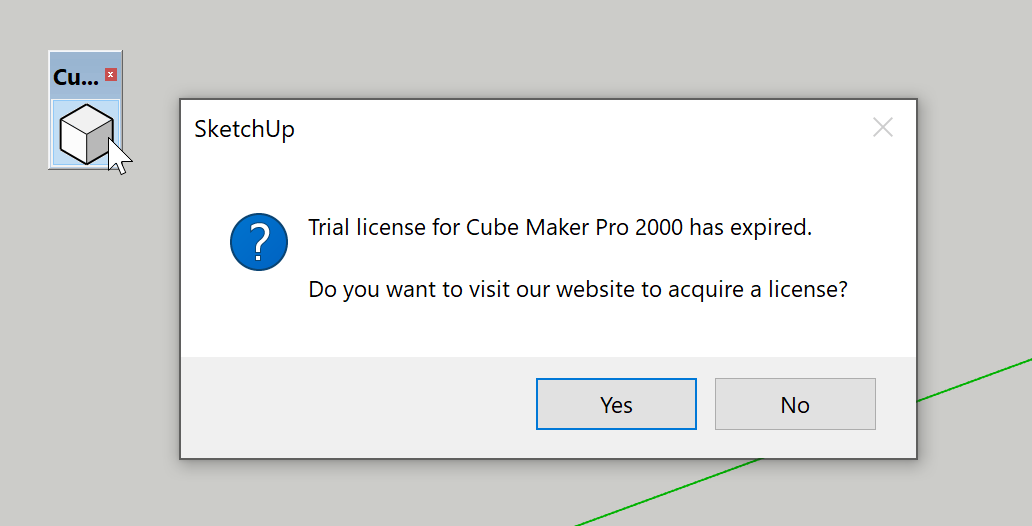 Cu...
SketchUp
Trial license for Cube Maker Pro 2000 has expired.
Do you want to visit our website to acquire a license?
Yes
No